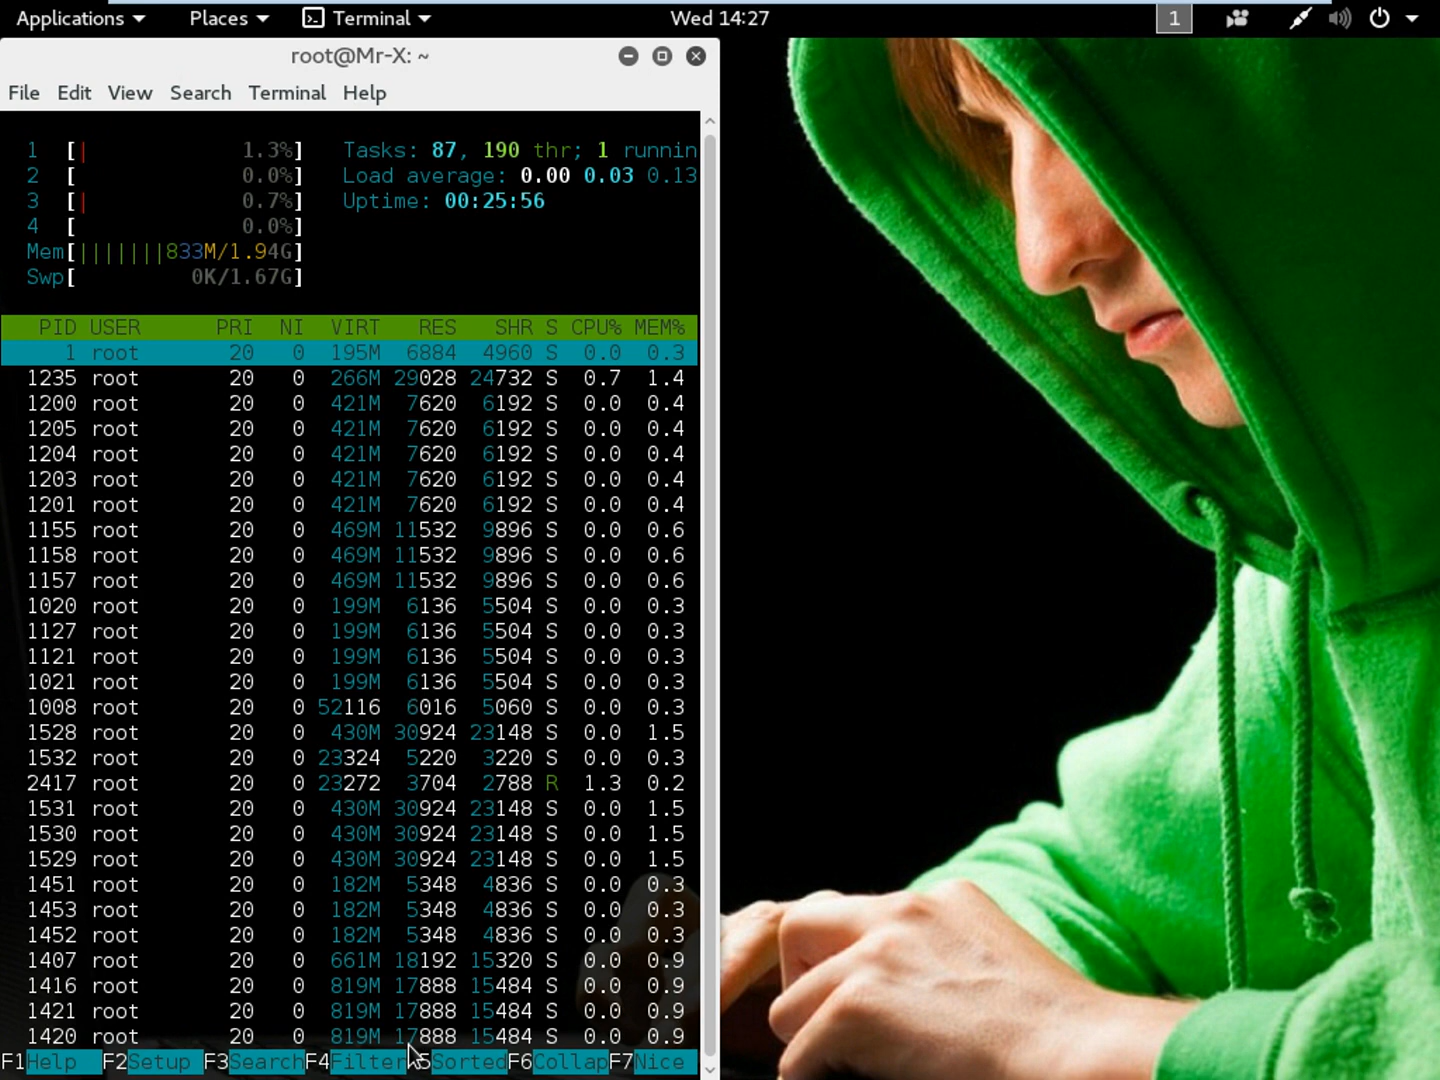 Applications Places Terminal Wed 14:27 1
root@Mr-X: ~
File Edit View Search Terminal Help
1 [| 1.3%] Tasks: 87, 190 thr; 1 runnin
2 [ 0.0%] Load average: 0.00 0.03 0.13
3 [| 0.7%] Uptime: 00:25:56
4 [ 0.0%]
Mem[|||||||833M/1.94G]
Swp[ 0K/1.67G]
PID USER PRI NI VIRT RES SHR S CPU% MEM%
1 root 20 0 195M 6884 4960 S 0.0 0.3
1235 root 20 0 266M 29028 24732 S 0.7 1.4
1200 root 20 0 421M 7620 6192 S 0.0 0.4
1205 root 20 0 421M 7620 6192 S 0.0 0.4
1204 root 20 0 421M 7620 6192 S 0.0 0.4
1203 root 20 0 421M 7620 6192 S 0.0 0.4
1201 root 20 0 421M 7620 6192 S 0.0 0.4
1155 root 20 0 469M 11532 9896 S 0.0 0.6
1158 root 20 0 469M 11532 9896 S 0.0 0.6
1157 root 20 0 469M 11532 9896 S 0.0 0.6
1020 root 20 0 199M 6136 5504 S 0.0 0.3
1127 root 20 0 199M 6136 5504 S 0.0 0.3
1121 root 20 0 199M 6136 5504 S 0.0 0.3
1021 root 20 0 199M 6136 5504 S 0.0 0.3
1008 root 20 0 52116 6016 5060 S 0.0 0.3
1528 root 20 0 430M 30924 23148 S 0.0 1.5
1532 root 20 0 23324 5220 3220 S 0.0 0.3
2417 root 20 0 23272 3704 2788 R 1.3 0.2
1531 root 20 0 430M 30924 23148 S 0.0 1.5
1530 root 20 0 430M 30924 23148 S 0.0 1.5
1529 root 20 0 430M 30924 23148 S 0.0 1.5
1451 root 20 0 182M 5348 4836 S 0.0 0.3
1453 root 20 0 182M 5348 4836 S 0.0 0.3
1452 root 20 0 182M 5348 4836 S 0.0 0.3
1407 root 20 0 661M 18192 15320 S 0.0 0.9
1416 root 20 0 819M 17888 15484 S 0.0 0.9
1421 root 20 0 819M 17888 15484 S 0.0 0.9
1420 root 20 0 819M 17888 15484 S 0.0 0.9
F1Help F2Setup F3SearchF4Filter5SortedF6CollapF7Nice